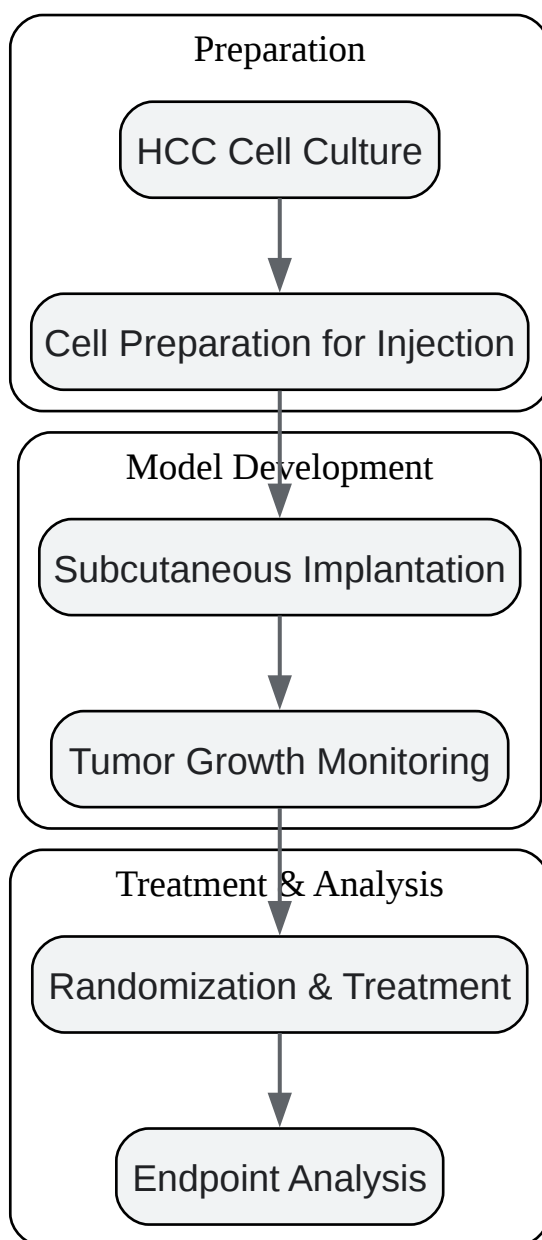 Preparation
HCC Cell Culture
Cell Preparation for Injection
Model Development
Subcutaneous Implantation
Tumor Growth Monitoring
Treatment & Analysis
Randomization & Treatment
Endpoint Analysis